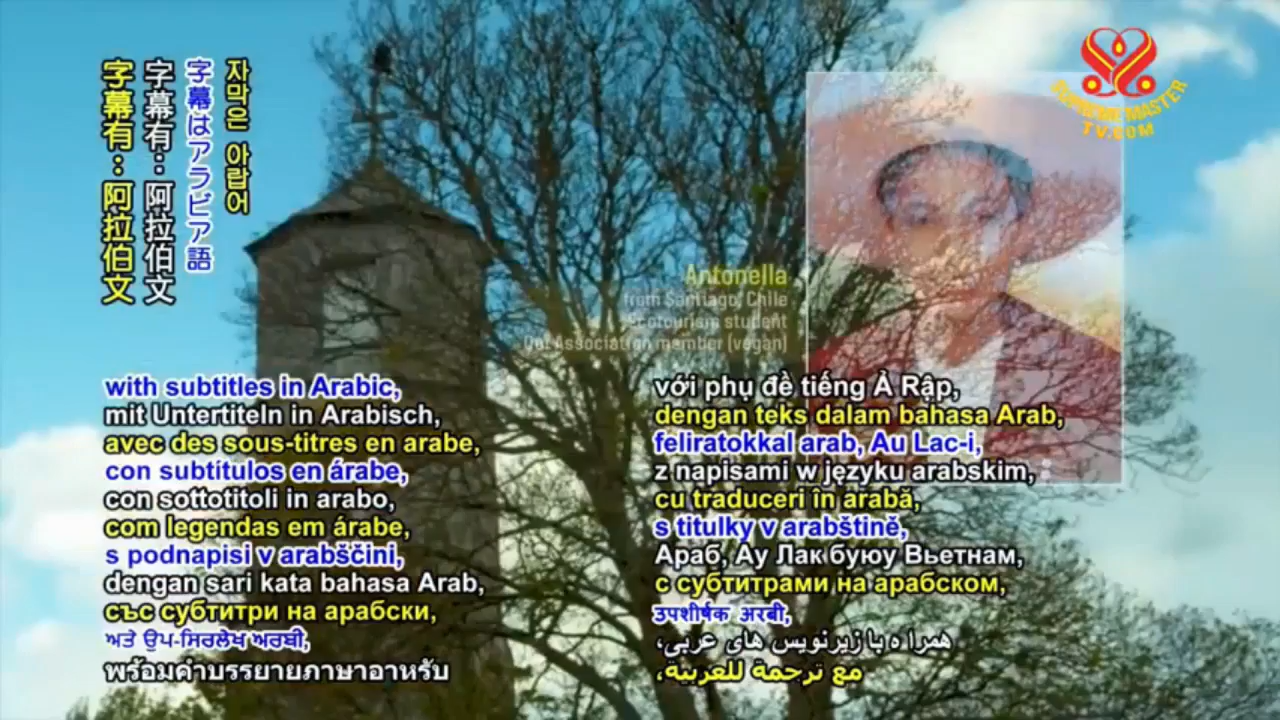 자막은 아랍어
字幕はアラビア語
字幕有：阿拉伯文
字幕有：阿拉伯文
SUPREME MASTER
TV.COM
Antonella
from Santiago, Chile
Ecotourism student
Our Association member (vegan)
with subtitles in Arabic,
mit Untertiteln in Arabisch,
avec des sous-titres en arabe,
con subtítulos en árabe,
con sottotitoli in arabo,
com legendas em árabe,
s podnapisi v arabščini,
dengan sari kata bahasa Arab,
със субтитри на арабски,
ਅਤੇ ਉਪ-ਸਿਰਲੇਖ ਅਰਬੀ,
พร้อมคำบรรยายภาษาอาหรับ
với phụ đề tiếng Ả Rập,
dengan teks dalam bahasa Arab,
feliratokkal arab, Au Lac-i,
z napisami w języku arabskim,
cu traduceri în arabă,
s titulky v arabštině,
Араб, Ау Лак буюу Вьетнам,
с субтитрами на арабском,
उपशीर्षक अरबी,
همراه با زیرنویس های عربی،
مع ترجمة للعربية،